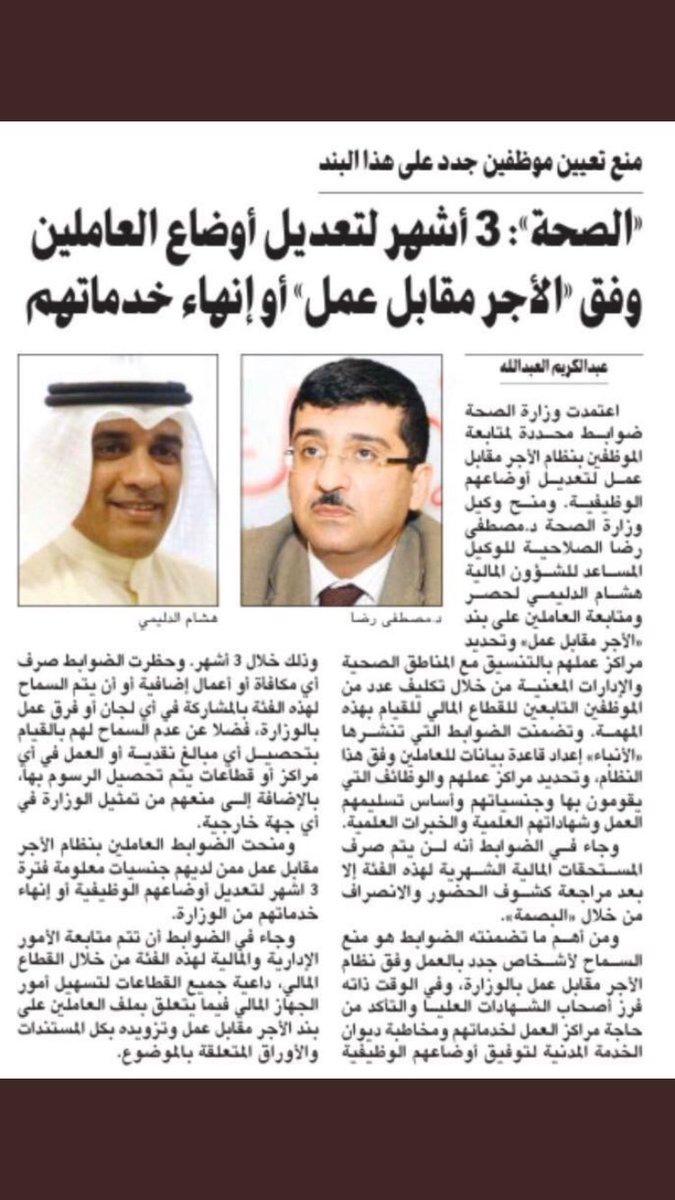 منع تعيين موظفين جدد على هذا البند
«الصحة»: 3 أشهر لتعديل أوضاع العاملين
وفق «الأجر مقابل عمل» أو إنهاء خدماتهم
عبدالكريم العبدالله
اعتمدت وزارة الصحة
ضوابط محددة لمتابعة
الموظفين بنظام الأجر مقابل
عمل لتعديل أوضاعهم
الوظيفية. ومنح وكيل
وزارة الصحة د.مصطفى
رضا الصلاحية للوكيل
المساعد للشؤون المالية
هشام الدليمي لحصر
ومتابعة العاملين على بند
«الأجر مقابل عمل» وتحديد
مراكز عملهم بالتنسيق مع المناطق الصحية
والإدارات المعنية من خلال تكليف عدد من
الموظفين التابعين للقطاع المالي للقيام بهذه
المهمة. وتضمنت الضوابط التي تنشرها
«الأنباء» إعداد قاعدة بيانات للعاملين وفق هذا
النظام، وتحديد مراكز عملهم والوظائف التي
يقومون بها وجنسياتهم وأساس تسليمهم
العمل وشهاداتهم العلمية والخبرات العلمية.
وجاء في الضوابط أنه لن يتم صرف
المستحقات المالية الشهرية لهذه الفئة إلا
بعد مراجعة كشوف الحضور والانصراف
من خلال «البصمة».
ومن أهم ما تضمنته الضوابط هو منع
السماح لأشخاص جدد بالعمل وفق نظام
الأجر مقابل عمل بالوزارة، وفي الوقت ذاته
فرز أصحاب الشهادات العليا والتأكد من
حاجة مراكز العمل لخدماتهم ومخاطبة ديوان
الخدمة المدنية لتوفيق أوضاعهم الوظيفية
د.مصطفى رضا
هشام الدليمي
وذلك خلال 3 أشهر. وحظرت الضوابط صرف
أي مكافأة أو أعمال إضافية أو أن يتم السماح
لهذه الفئة بالمشاركة في أي لجان أو فرق عمل
بالوزارة، فضلا عن عدم السماح لهم بالقيام
بتحصيل أي مبالغ نقدية أو العمل في أي
مراكز أو قطاعات يتم تحصيل الرسوم بها،
بالإضافة إلى منعهم من تمثيل الوزارة في
أي جهة خارجية.
ومنحت الضوابط العاملين بنظام الأجر
مقابل عمل ممن لديهم جنسيات معلومة فترة
3 اشهر لتعديل أوضاعهم الوظيفية أو إنهاء
خدماتهم من الوزارة.
وجاء في الضوابط أن تتم متابعة الأمور
الإدارية والمالية لهذه الفئة من خلال القطاع
المالي، داعية جميع القطاعات لتسهيل أمور
الجهاز المالي فيما يتعلق بملف العاملين على
بند الأجر مقابل عمل وتزويده بكل المستندات
والأوراق المتعلقة بالموضوع.